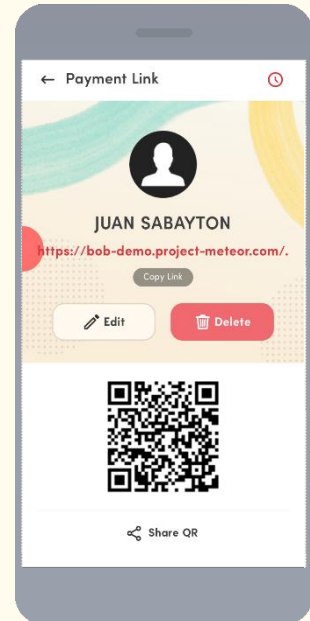 ← Payment Link
JUAN SABAYTON
https://bob-demo.project-meteor.com/.
Copy Link
Edit
Delete
Share QR